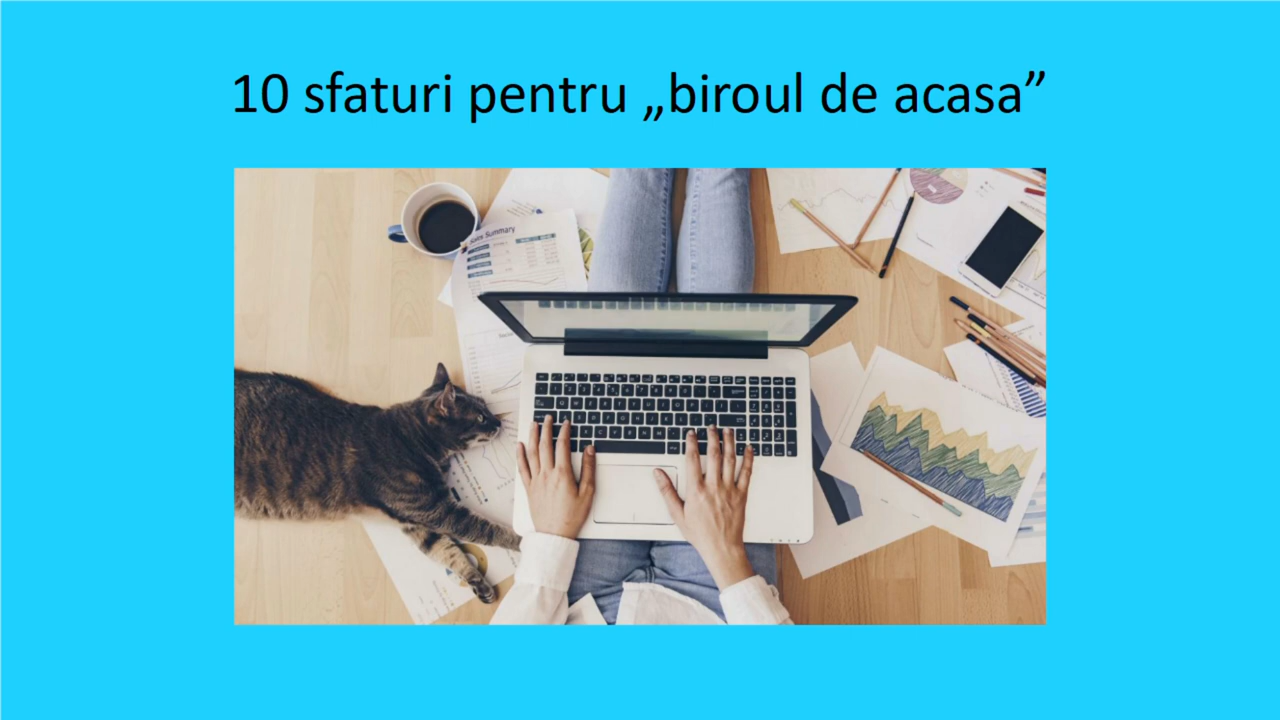 10 sfaturi pentru „biroul de acasa”
Sales Summary